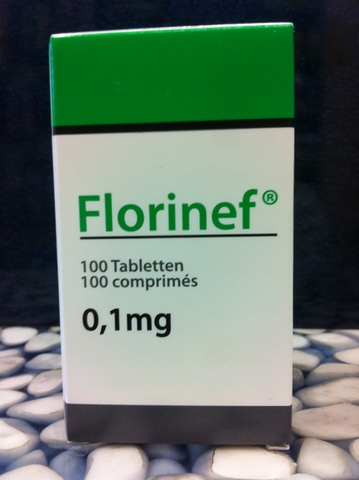 Florinef®
100 Tabletten
100 comprimés
0,1mg